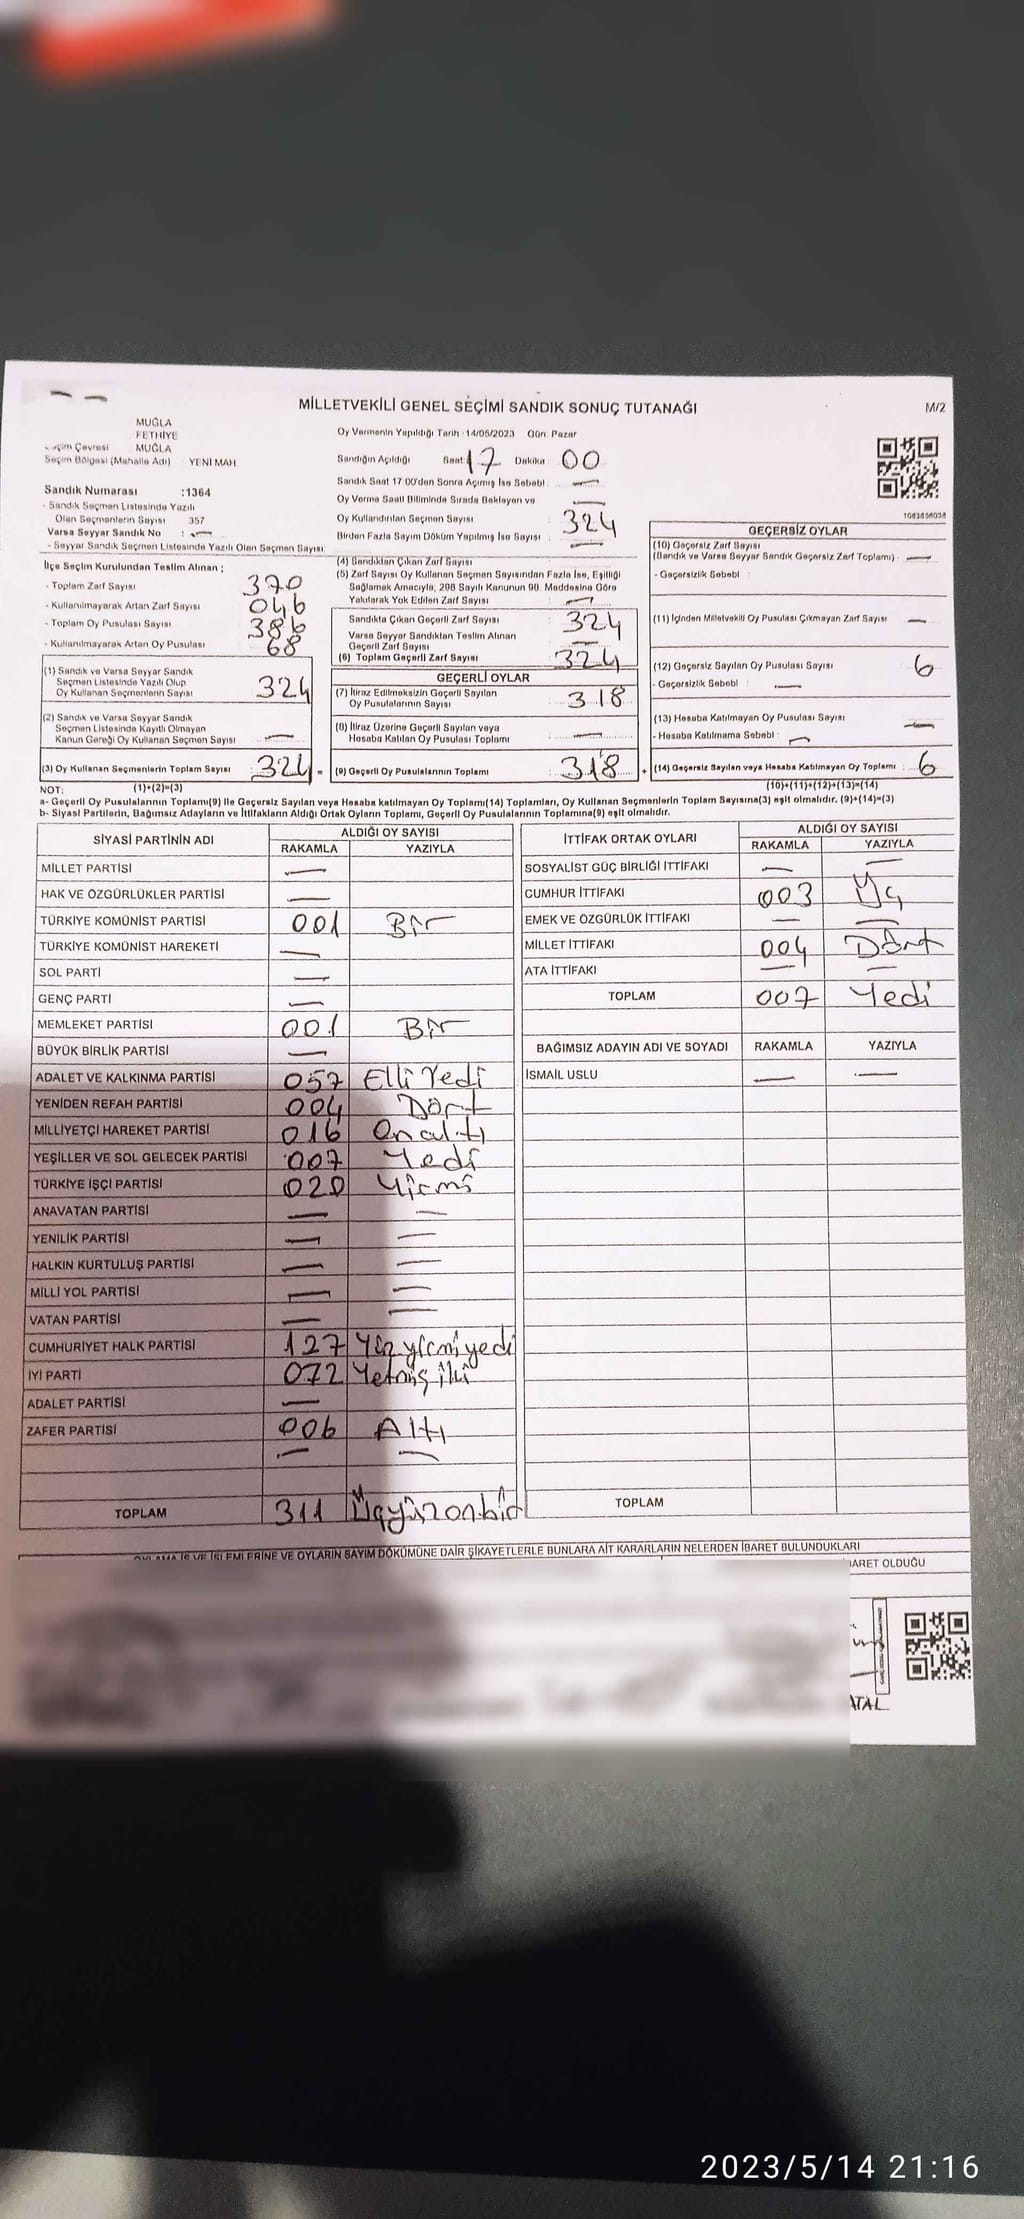 MİLLETVEKİLİ GENEL SEÇİMİ SANDIK SONUÇ TUTANAĞI
M/2
MUĞLA
FETHİYE
Seçim Çevresi MUĞLA
Seçim Bölgesi (Mahalle Adı) YENİ MAH
Sandık Numarası :1364
- Sandık Seçmen Listesinde Yazılı
Olan Seçmenlerin Sayısı 357
Varsa Seyyar Sandık No : —
- Seyyar Sandık Seçmen Listesinde Yazılı Olan Seçmen Sayısı:
İlçe Seçim Kurulundan Teslim Alınan ;
- Toplam Zarf Sayısı 370
- Kullanılmayarak Artan Zarf Sayısı 046
- Toplam Oy Pusulası Sayısı 386
- Kullanılmayarak Artan Oy Pusulası 68
(1) Sandık ve Varsa Seyyar Sandık
Seçmen Listesinde Yazılı Olup
Oy Kullanan Seçmenlerin Sayısı 324
(2) Sandık ve Varsa Seyyar Sandık
Seçmen Listesinde Kayıtlı Olmayan
Kanun Gereği Oy Kullanan Seçmen Sayısı —
(3) Oy Kullanan Seçmenlerin Toplam Sayısı 324
Oy Vermenin Yapıldığı Tarih :14/05/2023 Gün Pazar
Sandığın Açıldığı Saat: 17 Dakika 00
Sandık Saat 17:00'den Sonra Açımış İse Sebebi . —
Oy Verme Saati Bitiminde Sırada Bekleyen ve —
Oy Kullandırılan Seçmen Sayısı : 324
Birden Fazla Sayım Döküm Yapılmış İse Sayısı : —
(4) Sandıktan Çıkan Zarf Sayısı
(5) Zarf Sayısı Oy Kullanan Seçmen Sayısından Fazla İse, Eşitliği
Sağlamak Amacıyla, 298 Sayılı Kanunun 98. Maddesine Göre
Yakılarak Yok Edilen Zarf Sayısı —
Sandıkta Çıkan Geçerli Zarf Sayısı : 324
Varsa Seyyar Sandıktan Teslim Alınan
Geçerli Zarf Sayısı —
(6) Toplam Geçerli Zarf Sayısı 324
GEÇERLİ OYLAR
(7) İtiraz Edilmeksizin Geçerli Sayılan
Oy Pusulalarının Sayısı : 318
(8) İtiraz Üzerine Geçerli Sayılan veya
Hesaba Katılan Oy Pusulası Toplamı : —
= (9) Geçerli Oy Pusulalarının Toplamı : 318
1083856038
GEÇERSİZ OYLAR
(10) Geçersiz Zarf Sayısı
(Sandık ve Varsa Seyyar Sandık Geçersiz Zarf Toplamı) : —
- Geçersizlik Sebebi :
(11) İçinden Milletvekili Oy Pusulası Çıkmayan Zarf Sayısı : —
(12) Geçersiz Sayılan Oy Pusulası Sayısı : 6
- Geçersizlik Sebebi : —
(13) Hesaba Katılmayan Oy Pusulası Sayısı : —
- Hesaba Katılmama Sebebi : —
+ (14) Geçersiz Sayılan veya Hesaba Katılmayan Oy Toplamı : 6
NOT: (1)+(2)=(3) (10)+(11)+(12)+(13)=(14)
a- Geçerli Oy Pusulalarının Toplamı(9) ile Geçersiz Sayılan veya Hesaba katılmayan Oy Toplamı(14) Toplamları, Oy Kullanan Seçmenlerin Toplam Sayısına(3) eşit olmalıdır. (9)+(14)=(3)
b- Siyasi Partilerin, Bağımsız Adayların ve İttifakların Aldığı Ortak Oyların Toplamı, Geçerli Oy Pusulalarının Toplamına(9) eşit olmalıdır.
SİYASİ PARTİNİN ADI ALDIĞI OY SAYISI
RAKAMLA YAZIYLA
MİLLET PARTİSİ —
HAK VE ÖZGÜRLÜKLER PARTİSİ —
TÜRKİYE KOMÜNİST PARTİSİ 001 Bir
TÜRKİYE KOMÜNİST HAREKETİ —
SOL PARTİ —
GENÇ PARTİ —
MEMLEKET PARTİSİ 001 Bir
BÜYÜK BİRLİK PARTİSİ —
ADALET VE KALKINMA PARTİSİ 057 Elli Yedi
YENİDEN REFAH PARTİSİ 004 Dört
MİLLİYETÇİ HAREKET PARTİSİ 016 Onaltı
YEŞİLLER VE SOL GELECEK PARTİSİ 007 Yedi
TÜRKİYE İŞÇİ PARTİSİ 020 Yirmi
ANAVATAN PARTİSİ — —
YENİLİK PARTİSİ — —
HALKIN KURTULUŞ PARTİSİ — —
MİLLİ YOL PARTİSİ — —
VATAN PARTİSİ — —
CUMHURİYET HALK PARTİSİ 127 Yüz yirmi yedi
İYİ PARTİ 072 Yetmiş iki
ADALET PARTİSİ —
ZAFER PARTİSİ 006 Altı
— —
TOPLAM 311 Üçyüzonbir
İTTİFAK ORTAK OYLARI ALDIĞI OY SAYISI
RAKAMLA YAZIYLA
SOSYALİST GÜÇ BİRLİĞİ İTTİFAKI — —
CUMHUR İTTİFAKI 003 Üç
EMEK VE ÖZGÜRLÜK İTTİFAKI — —
MİLLET İTTİFAKI 004 Dört
ATA İTTİFAKI — —
TOPLAM 007 Yedi
BAĞIMSIZ ADAYIN ADI VE SOYADI RAKAMLA YAZIYLA
İSMAİL USLU — —
TOPLAM
OYLAMA İŞ VE İŞLEMLERİNE VE OYLARIN SAYIM DÖKÜMÜNE DAİR ŞİKAYETLERLE BUNLARA AİT KARARLARIN NELERDEN İBARET BULUNDUKLARI
İBARET OLDUĞU
ATAL
2023/5/14 21:16